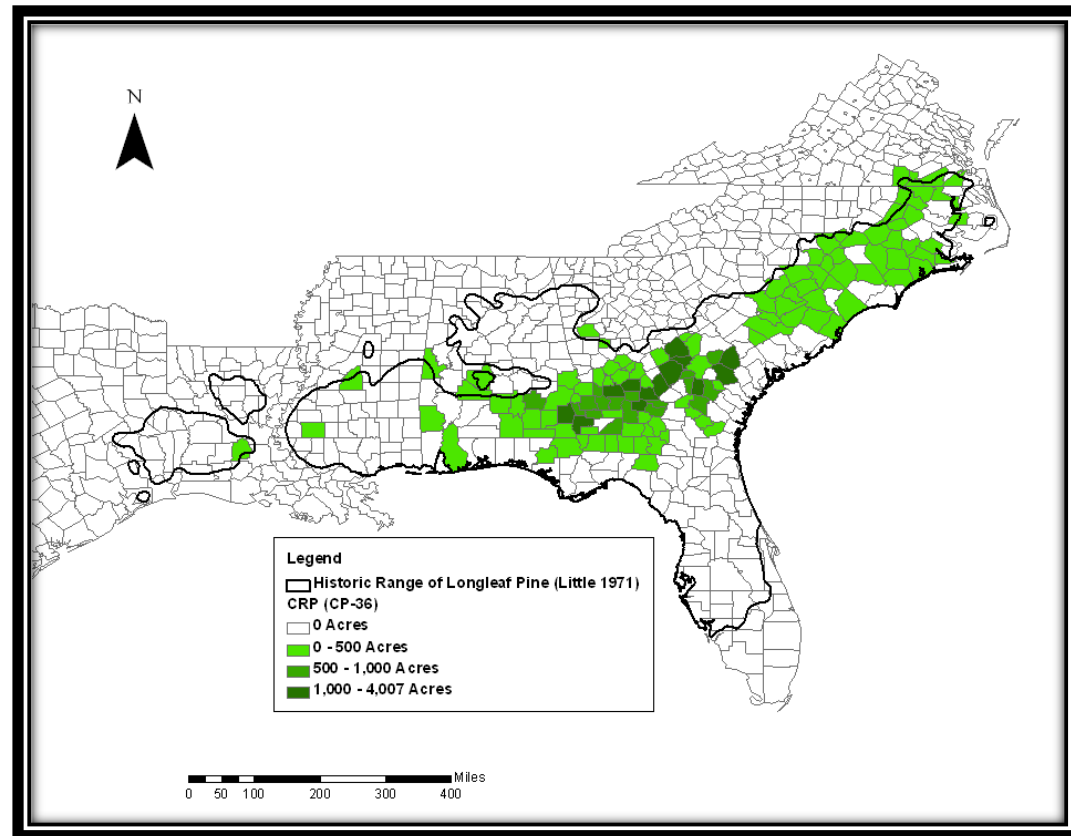 N
Legend
Historic Range of Longleaf Pine (Little 1971)
CRP (CP-36)
0 Acres
0 - 500 Acres
500 - 1,000 Acres
1,000 - 4,007 Acres
Miles
0 50 100 200 300 400